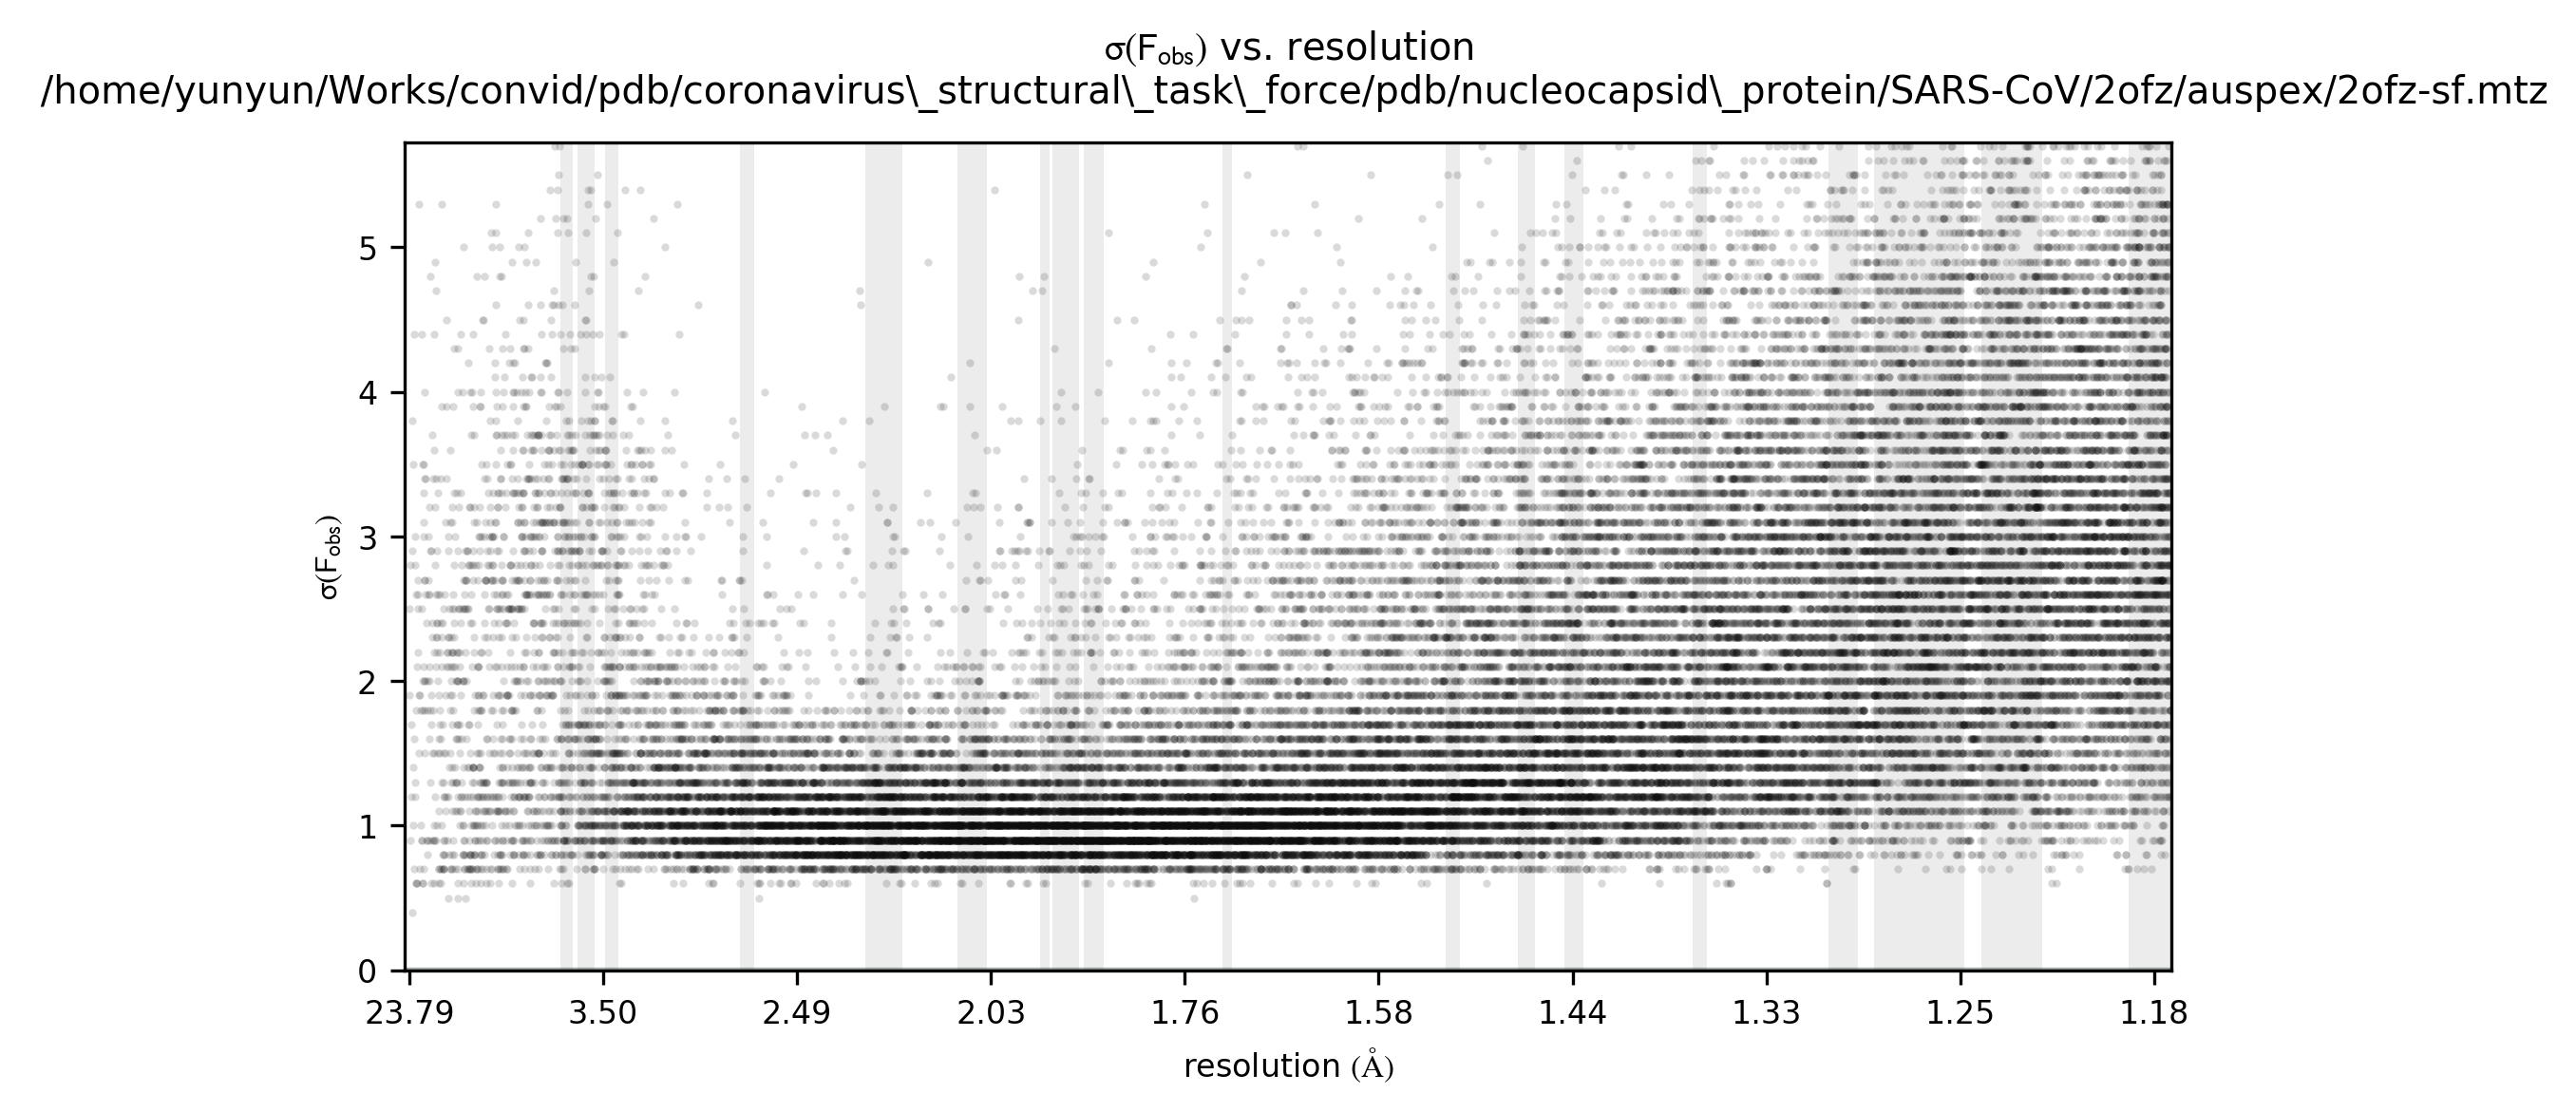 σ(Fobs) vs. resolution
/home/yunyun/Works/convid/pdb/coronavirus\_structural\_task\_force/pdb/nucleocapsid\_protein/SARS-CoV/2ofz/auspex/2ofz-sf.mtz
σ(Fobs)
5
4
3
2
1
0
23.79 3.50 2.49 2.03 1.76 1.58 1.44 1.33 1.25 1.18
resolution (Å)